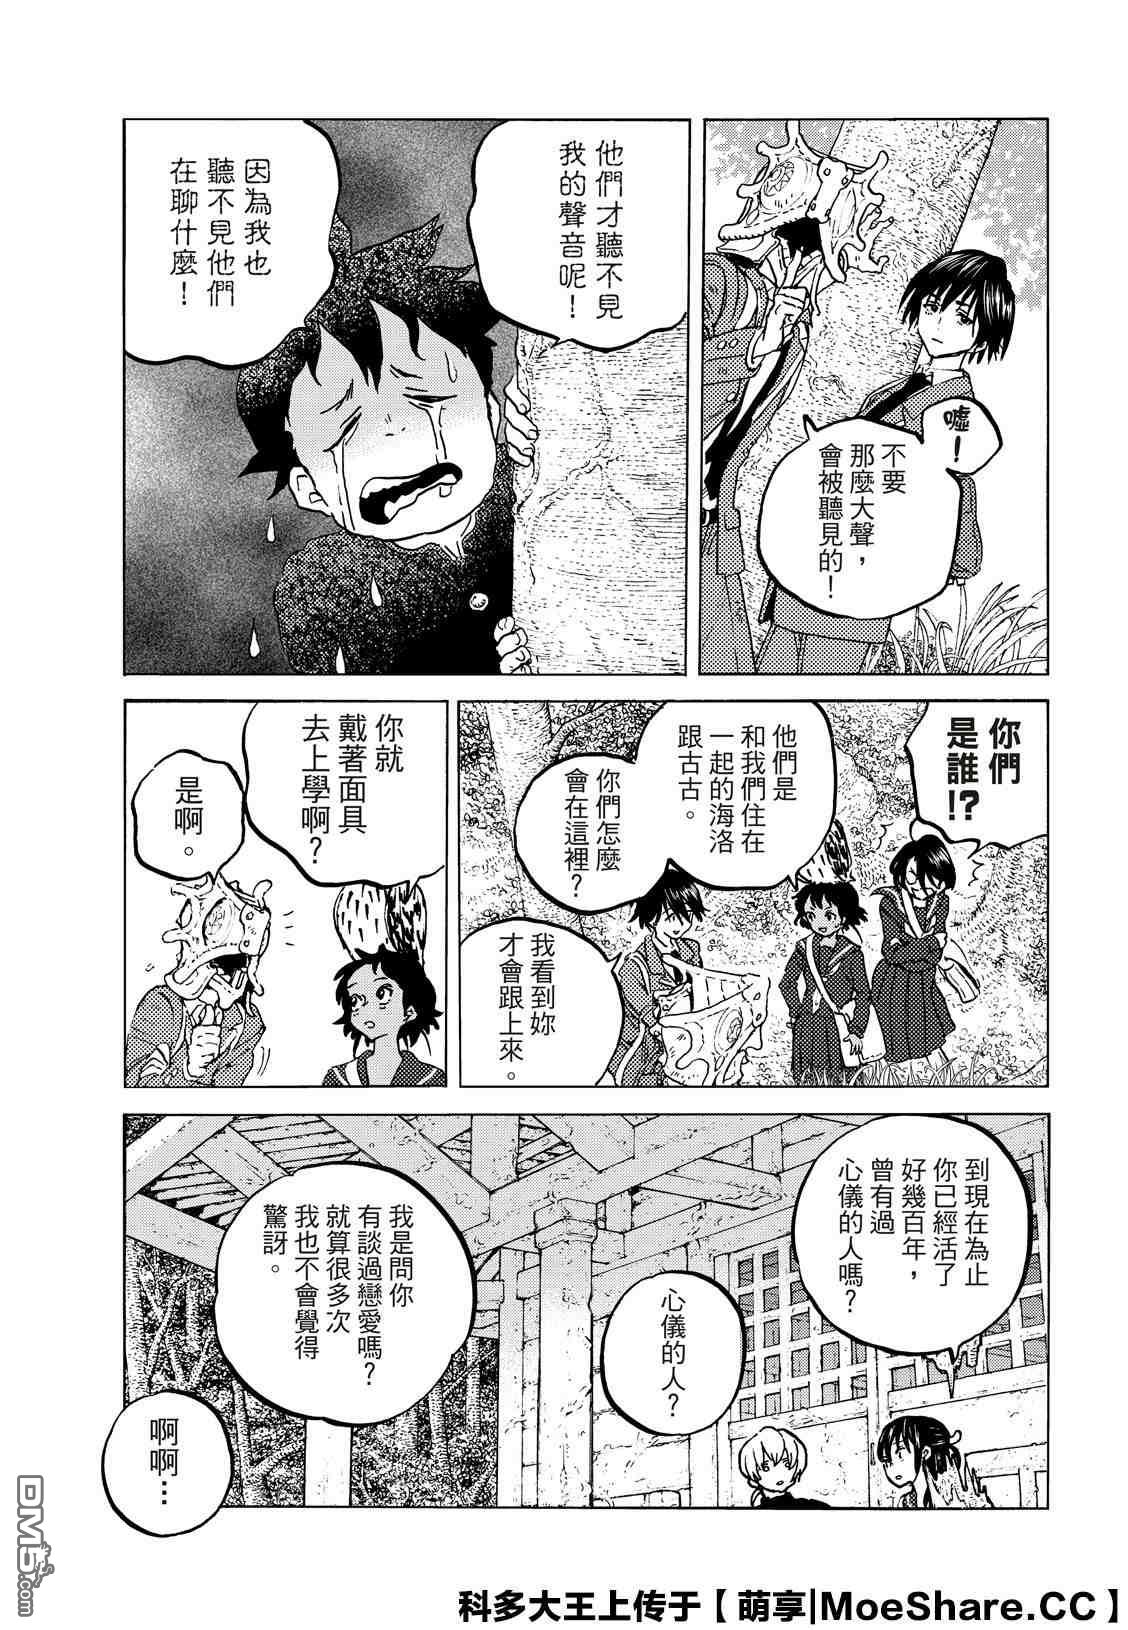 噓！
不要
那麼大聲，
會被聽見的！
他們才聽不見
我的聲音呢！
因為我也
聽不見他們
在聊什麼！
你們
是誰!?
他們是
和我們住在
一起的海洛
跟古古。
你們怎麼
會在這裡？
我看到妳
才會跟上來。
你就
戴著面具
去上學啊？
是啊。
到現在為止
你已經活了
好幾百年，
曾有過
心儀的人嗎？
心儀的人？
我是問你
有談過戀愛嗎？
就算很多次
我也不會覺得
驚訝。
啊啊…
DM5.com
科多大王上传于【萌享|MoeShare.CC】